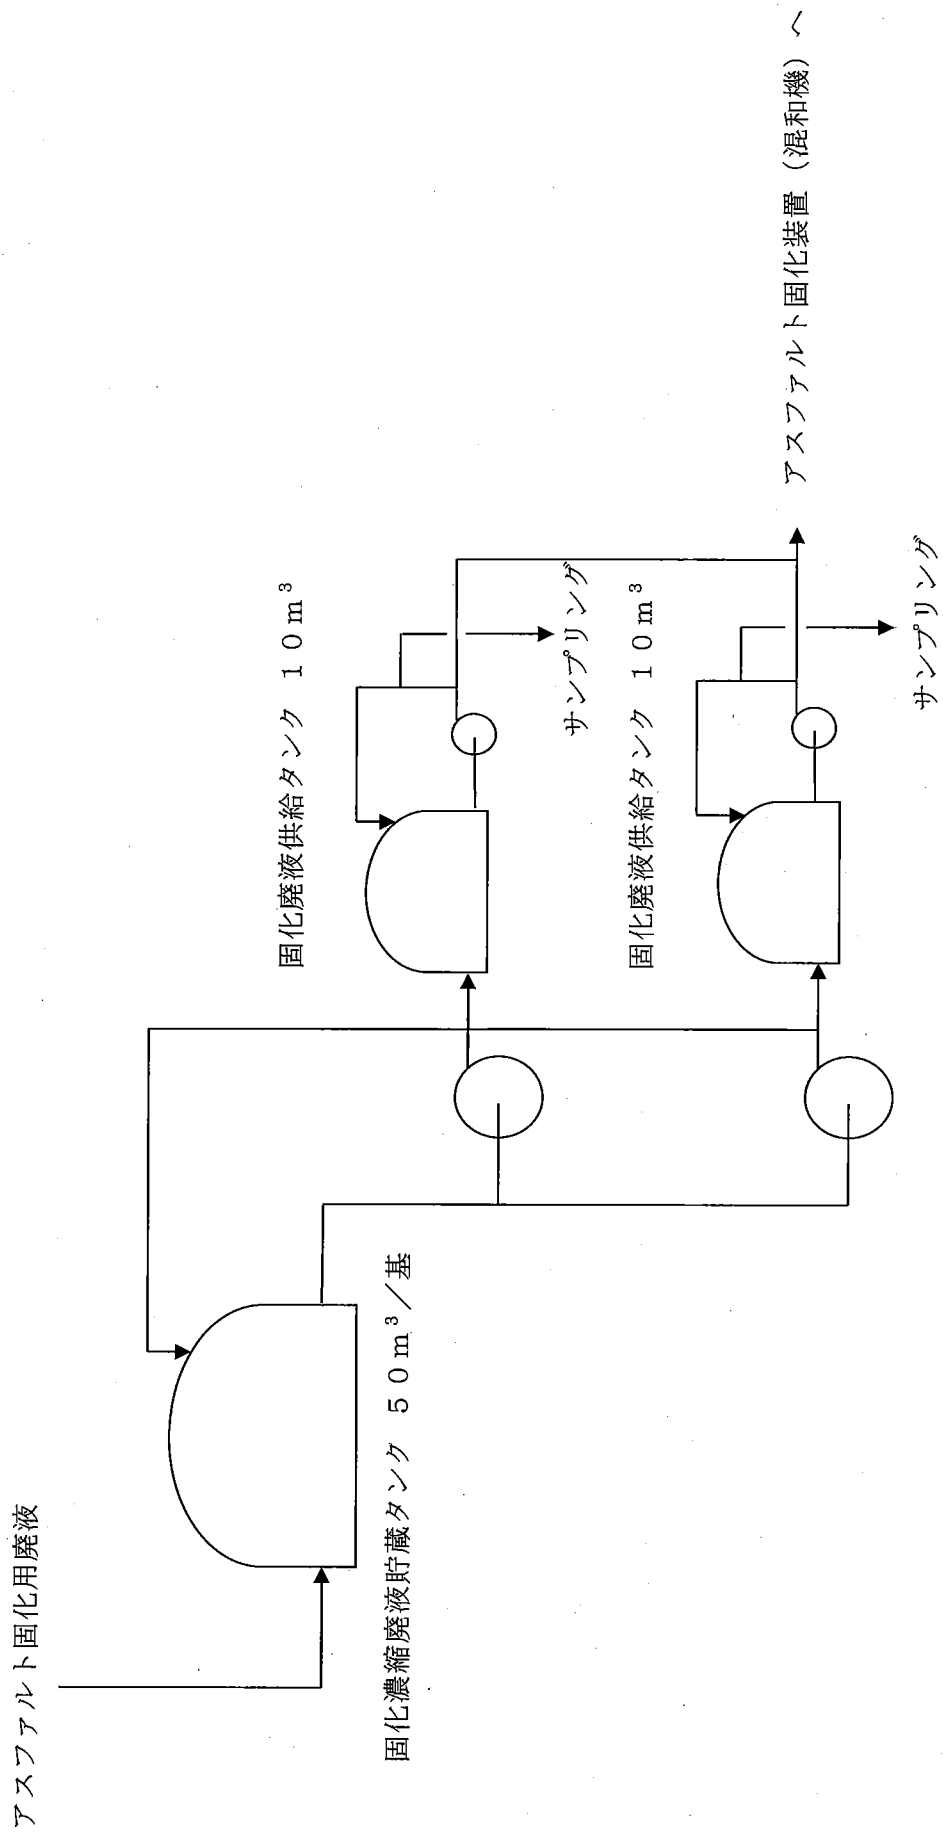 アスファルト固化用廃液
固化濃縮廃液貯蔵タンク ５０ｍ³／基
固化廃液供給タンク １０ｍ³
サンプリング
固化廃液供給タンク １０ｍ³
サンプリング
アスファルト固化装置（混和機）へ